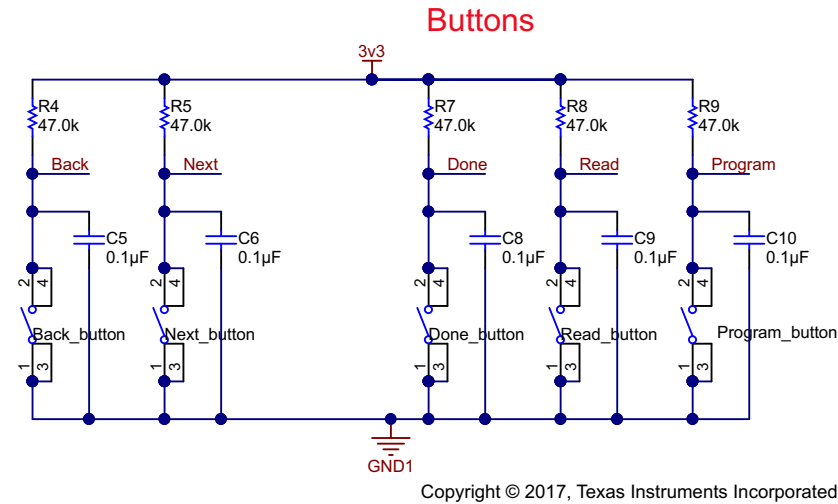 Buttons
3v3
R4
47.0k
R5
47.0k
R7
47.0k
R8
47.0k
R9
47.0k
Back
Next
Done
Read
Program
C5
0.1µF
C6
0.1µF
C8
0.1µF
C9
0.1µF
C10
0.1µF
2 4
2 4
2 4
2 4
2 4
Back_button
Next_button
Done_button
Read_button
Program_button
1 3
1 3
1 3
1 3
1 3
GND1
Copyright © 2017, Texas Instruments Incorporated